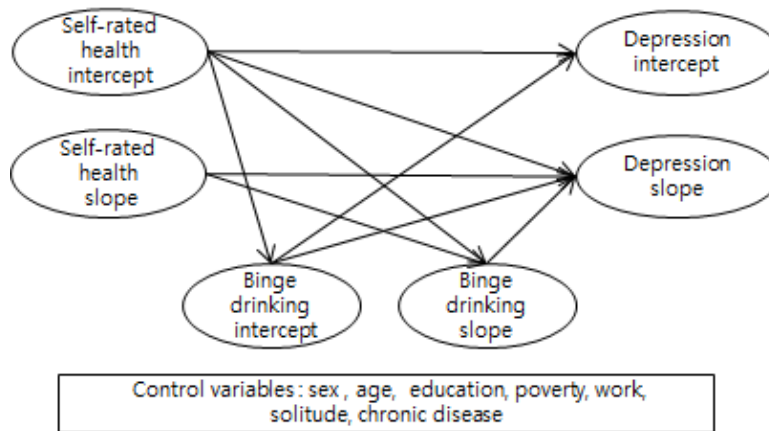 Self-rated
health
intercept
Depression
intercept
Self-rated
health
slope
Depression
slope
Binge
drinking
intercept
Binge
drinking
slope
Control variables : sex , age, education, poverty, work,
solitude, chronic disease